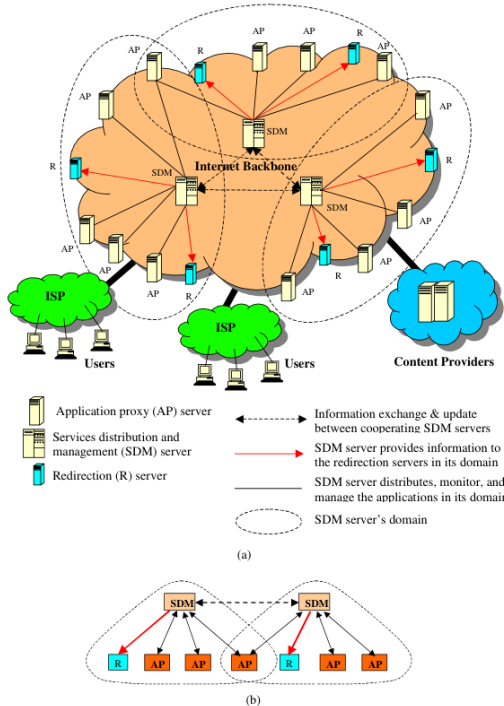 AP
R
AP
AP
R
AP
AP
AP
SDM
R
Internet Backbone
R
SDM
SDM
AP
AP
AP
AP
R
R
AP
AP
ISP
ISP
Users
Users
Content Providers
Application proxy (AP) server
Services distribution and
management (SDM) server
Redirection (R) server
Information exchange & update
between cooperating SDM servers
SDM server provides information to
the redirection servers in its domain
SDM server distributes, monitor, and
manage the applications in its domain
SDM server's domain
(a)
SDM
SDM
R
AP
AP
AP
R
AP
AP
(b)